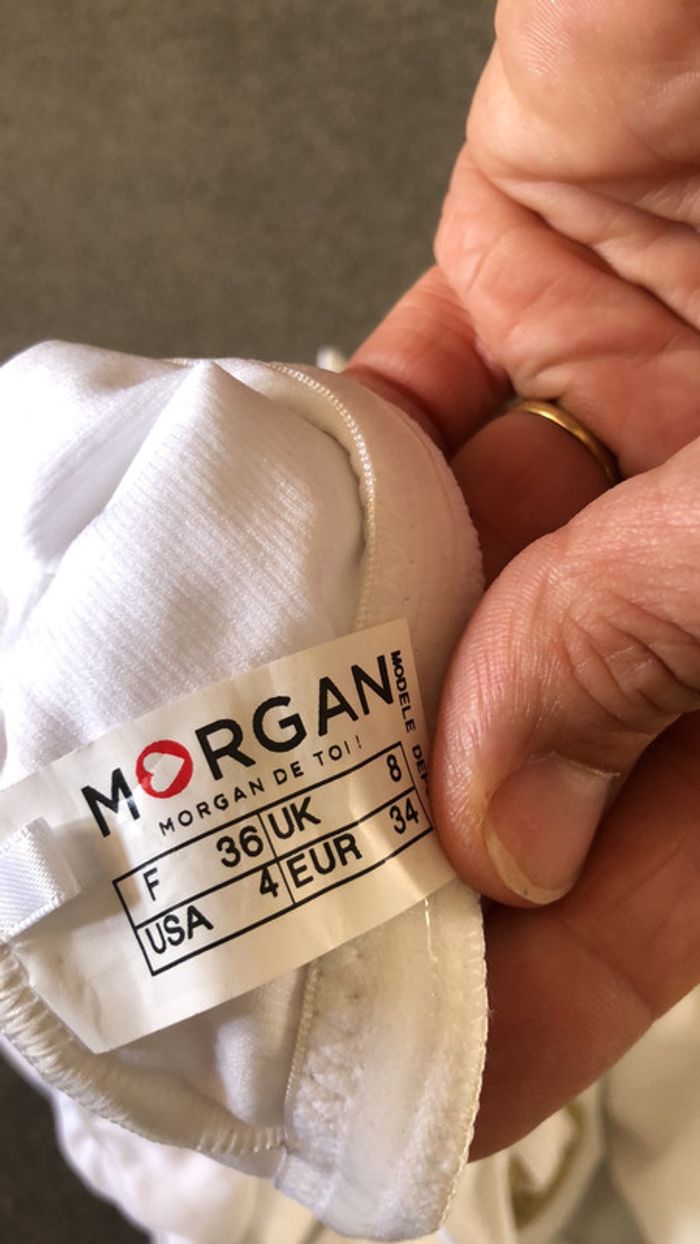 MORGAN
MORGAN DE TOI!
F 36 UK 8
USA 4 EUR 34
MODELE